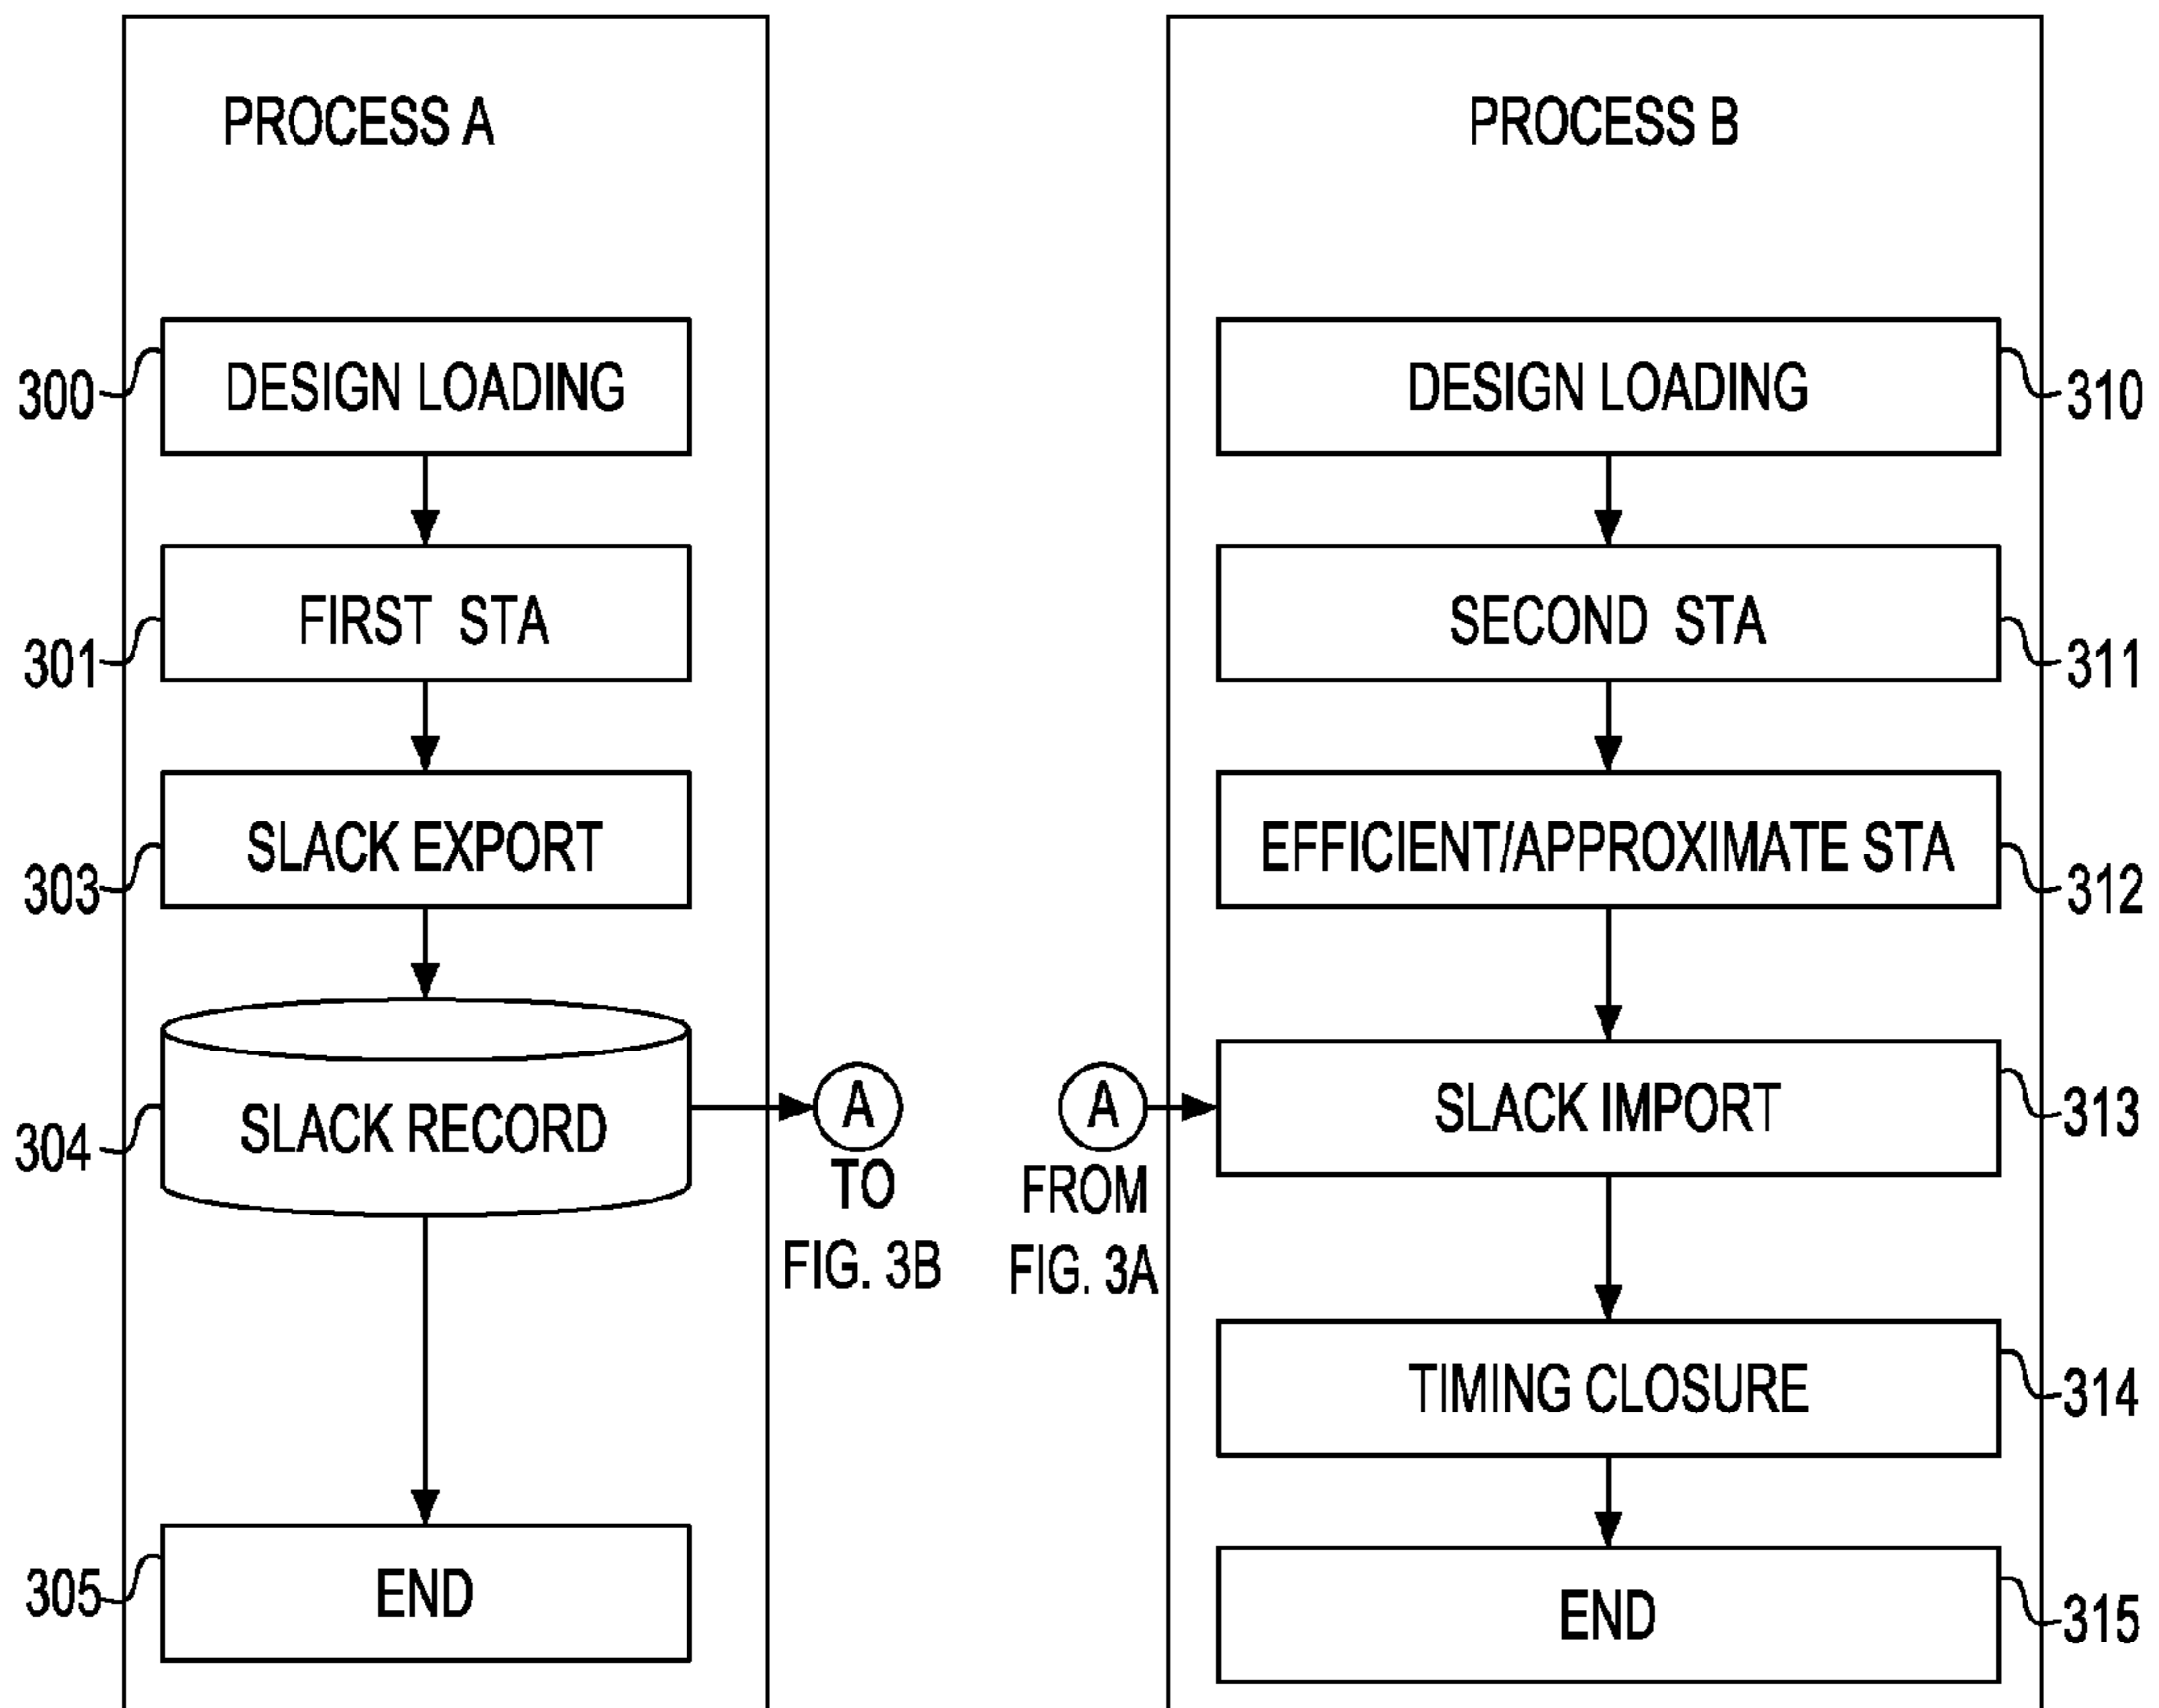 PROCESS A
300
DESIGN LOADING
301
FIRST STA
303
SLACK EXPORT
304
SLACK RECORD
A
TO
FIG. 3B
305
END
PROCESS B
DESIGN LOADING
310
SECOND STA
311
EFFICIENT/APPROXIMATE STA
312
A
FROM
FIG. 3A
SLACK IMPORT
313
TIMING CLOSURE
314
END
315